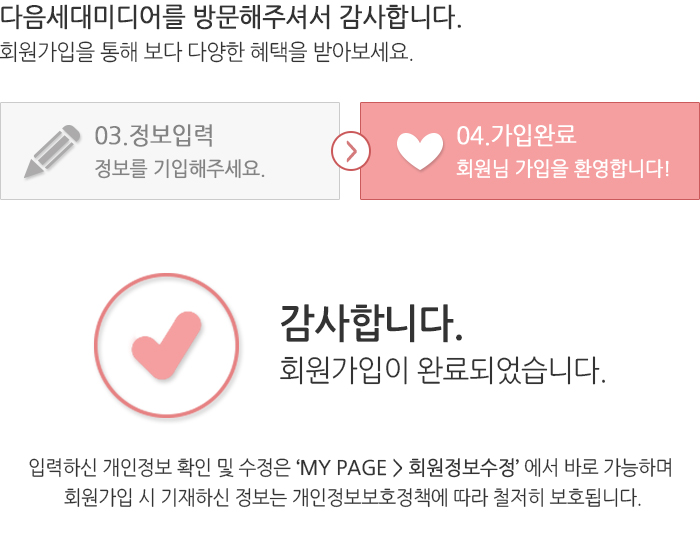 다음세대미디어를 방문해주셔서 감사합니다.
회원가입을 통해 보다 다양한 혜택을 받아보세요.
03.정보입력
정보를 기입해주세요.
04.가입완료
회원님 가입을 환영합니다!
감사합니다.
회원가입이 완료되었습니다.
입력하신 개인정보 확인 및 수정은 ‘MY PAGE > 회원정보수정’ 에서 바로 가능하며
회원가입 시 기재하신 정보는 개인정보보호정책에 따라 철저히 보호됩니다.